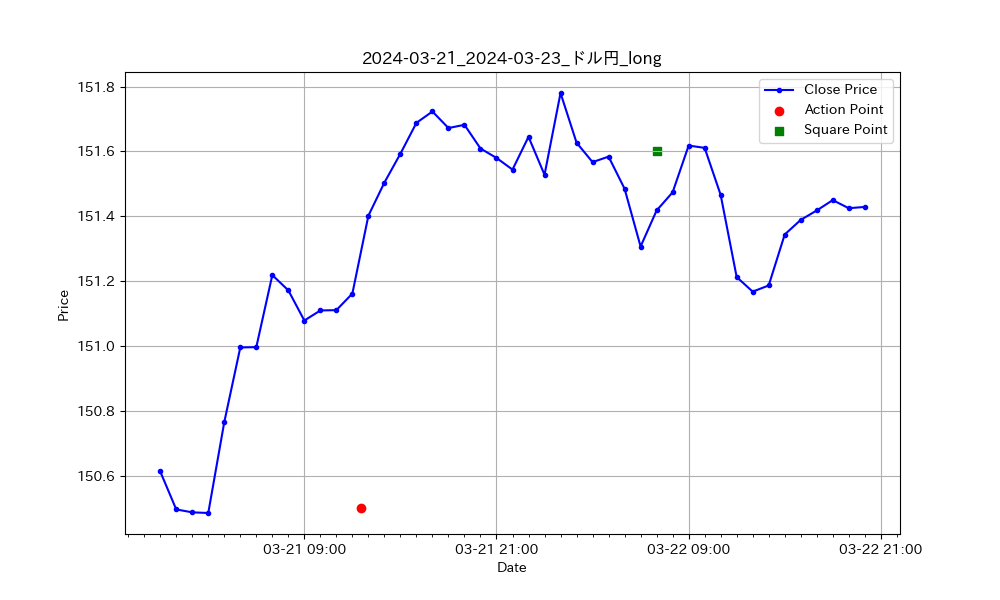 2024-03-21_2024-03-23_ドル円_long
Close Price
Action Point
Square Point
Price
151.8
151.6
151.4
151.2
151.0
150.8
150.6
03-21 09:00
03-21 21:00
03-22 09:00
03-22 21:00
Date